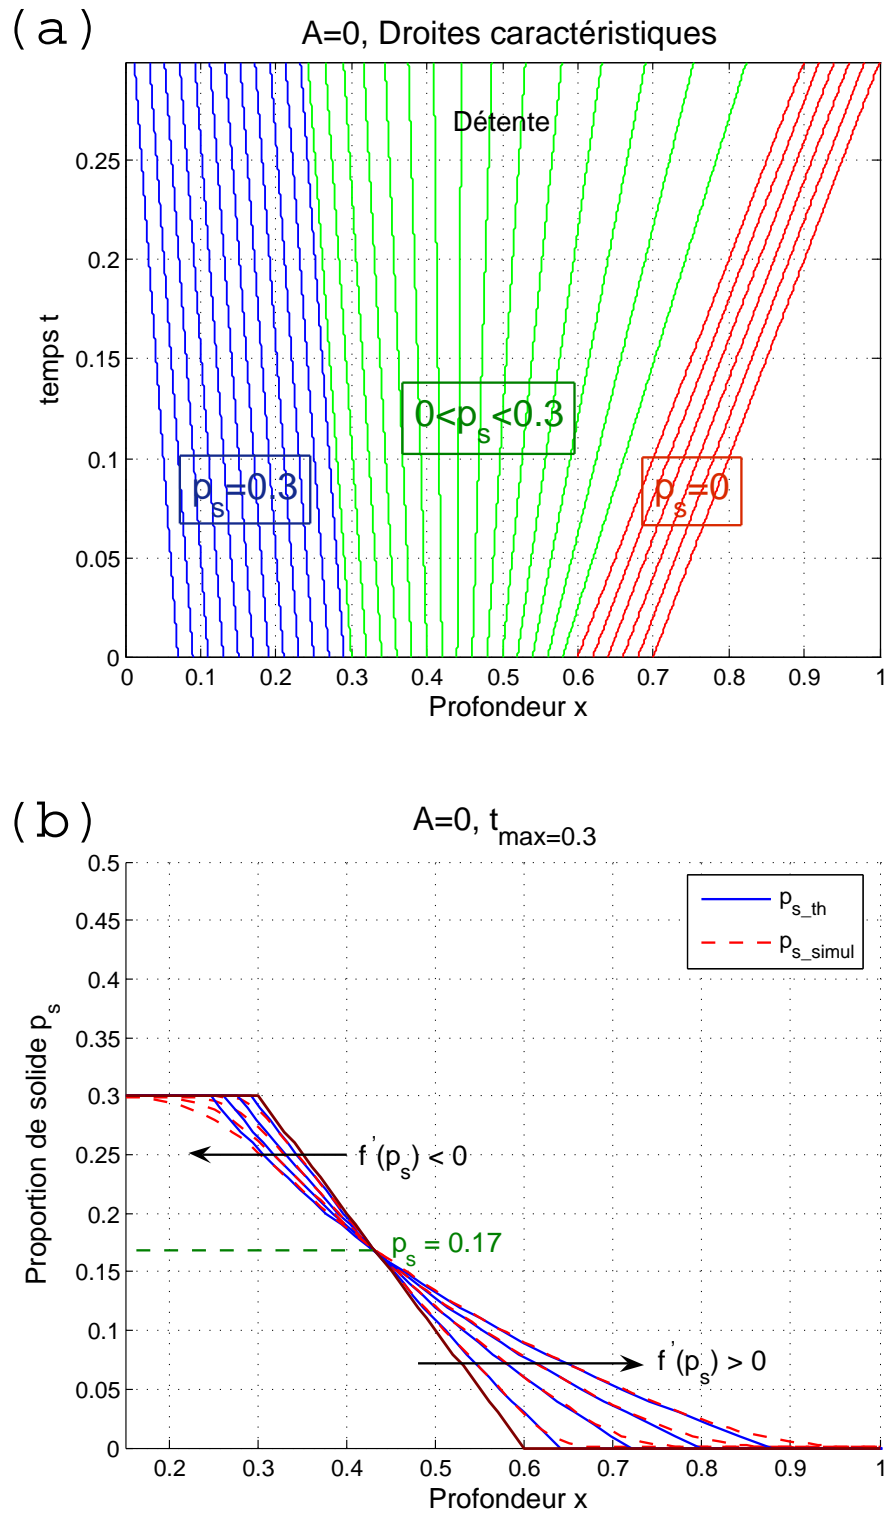 (a)
A=0, Droites caractéristiques
Détente
0<ps<0.3
ps=0.3
ps=0
temps t
0.25
0.2
0.15
0.1
0.05
0
0 0.1 0.2 0.3 0.4 0.5 0.6 0.7 0.8 0.9 1
Profondeur x
(b)
A=0, tmax=0.3
ps_th
ps_simul
f'(ps) < 0
ps = 0.17
f'(ps) > 0
Proportion de solide ps
0.5
0.45
0.4
0.35
0.3
0.25
0.2
0.15
0.1
0.05
0
0.2 0.3 0.4 0.5 0.6 0.7 0.8 0.9 1
Profondeur x